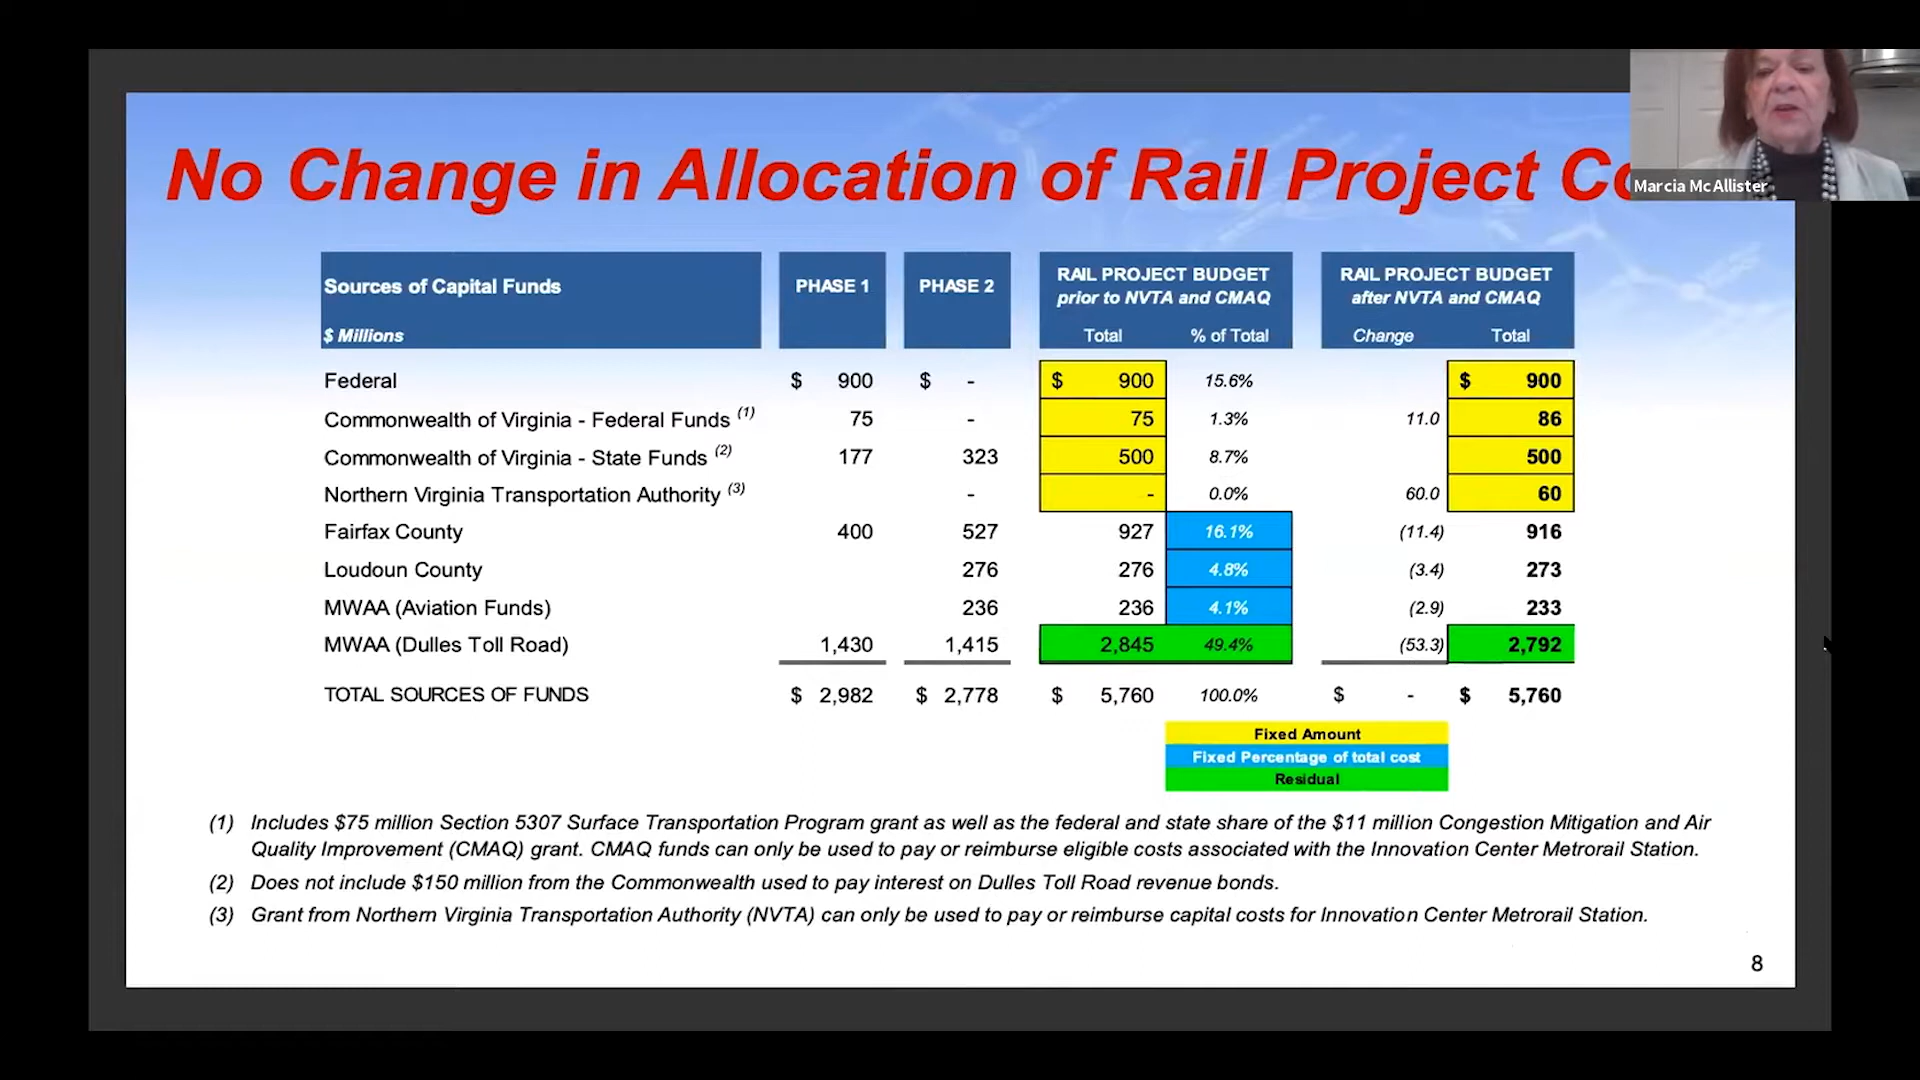 Marcia McAllister
No Change in Allocation of Rail Project
Sources of Capital Funds
$ Millions
PHASE 1
PHASE 2
RAIL PROJECT BUDGET
prior to NVTA and CMAQ
Total % of Total
RAIL PROJECT BUDGET
after NVTA and CMAQ
Change Total
Federal $ 900 $ - $ 900 15.6% $ 900
Commonwealth of Virginia - Federal Funds (1) 75 - 75 1.3% 11.0 86
Commonwealth of Virginia - State Funds (2) 177 323 500 8.7% 500
Northern Virginia Transportation Authority (3) - - 0.0% 60.0 60
Fairfax County 400 527 927 16.1% (11.4) 916
Loudoun County 276 276 4.8% (3.4) 273
MWAA (Aviation Funds) 236 236 4.1% (2.9) 233
MWAA (Dulles Toll Road) 1,430 1,415 2,845 49.4% (53.3) 2,792
TOTAL SOURCES OF FUNDS $ 2,982 $ 2,778 $ 5,760 100.0% $ - $ 5,760
Fixed Amount
Fixed Percentage of total cost
Residual
(1) Includes $75 million Section 5307 Surface Transportation Program grant as well as the federal and state share of the $11 million Congestion Mitigation and Air
Quality Improvement (CMAQ) grant. CMAQ funds can only be used to pay or reimburse eligible costs associated with the Innovation Center Metrorail Station.
(2) Does not include $150 million from the Commonwealth used to pay interest on Dulles Toll Road revenue bonds.
(3) Grant from Northern Virginia Transportation Authority (NVTA) can only be used to pay or reimburse capital costs for Innovation Center Metrorail Station.
8